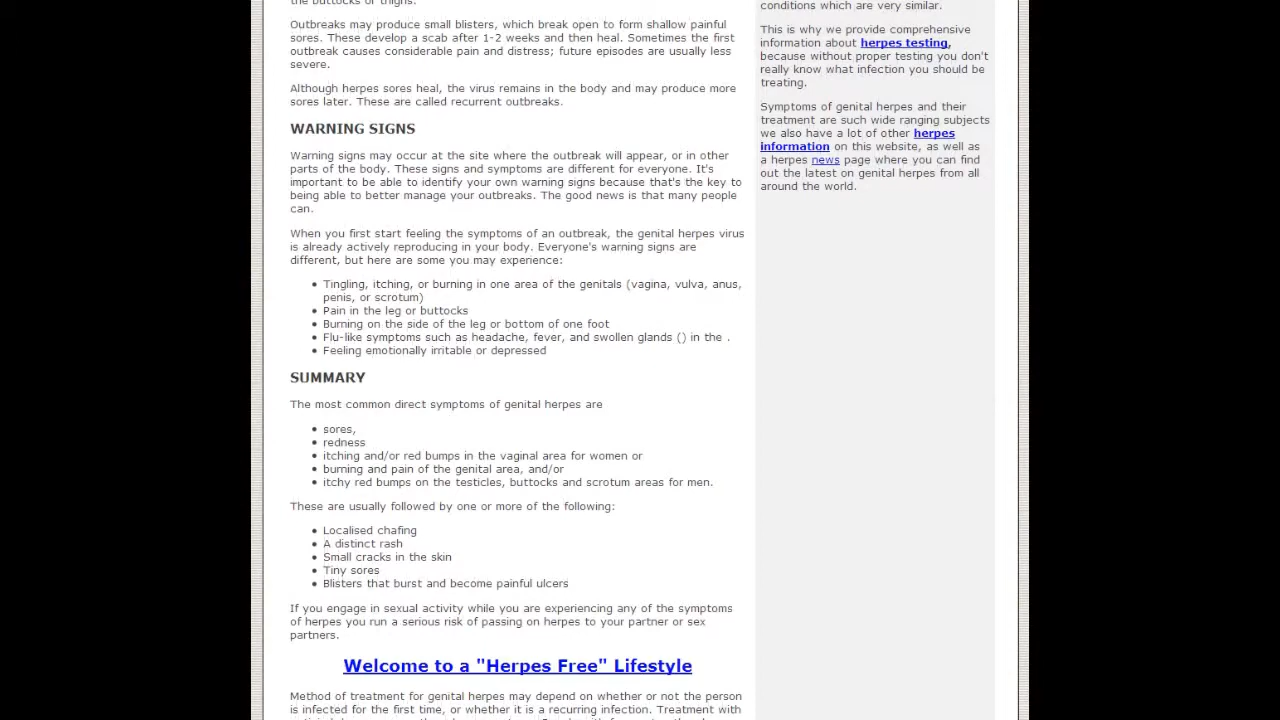 the buttocks or thighs.
Outbreaks may produce small blisters, which break open to form shallow painful
sores. These develop a scab after 1-2 weeks and then heal. Sometimes the first
outbreak causes considerable pain and distress; future episodes are usually less
severe.
Although herpes sores heal, the virus remains in the body and may produce more
sores later. These are called recurrent outbreaks.
WARNING SIGNS
Warning signs may occur at the site where the outbreak will appear, or in other
parts of the body. These signs and symptoms are different for everyone. It's
important to be able to identify your own warning signs because that's the key to
being able to better manage your outbreaks. The good news is that many people
can.
When you first start feeling the symptoms of an outbreak, the genital herpes virus
is already actively reproducing in your body. Everyone's warning signs are
different, but here are some you may experience:
• Tingling, itching, or burning in one area of the genitals (vagina, vulva, anus,
penis, or scrotum)
• Pain in the leg or buttocks
• Burning on the side of the leg or bottom of one foot
• Flu-like symptoms such as headache, fever, and swollen glands () in the .
• Feeling emotionally irritable or depressed
SUMMARY
The most common direct symptoms of genital herpes are
• sores,
• redness
• itching and/or red bumps in the vaginal area for women or
• burning and pain of the genital area, and/or
• itchy red bumps on the testicles, buttocks and scrotum areas for men.
These are usually followed by one or more of the following:
• Localised chafing
• A distinct rash
• Small cracks in the skin
• Tiny sores
• Blisters that burst and become painful ulcers
If you engage in sexual activity while you are experiencing any of the symptoms
of herpes you run a serious risk of passing on herpes to your partner or sex
partners.
Welcome to a "Herpes Free" Lifestyle
Method of treatment for genital herpes may depend on whether or not the person
is infected for the first time, or whether it is a recurring infection. Treatment with
conditions which are very similar.
This is why we provide comprehensive
information about herpes testing,
because without proper testing you don't
really know what infection you should be
treating.
Symptoms of genital herpes and their
treatment are such wide ranging subjects
we also have a lot of other herpes
information on this website, as well as
a herpes news page where you can find
out the latest on genital herpes from all
around the world.